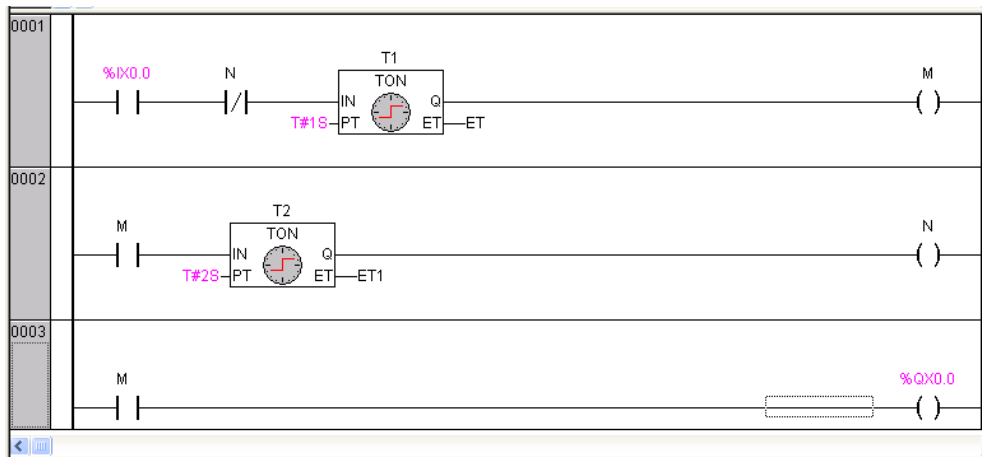 0001
T1
%IX0.0 N TON M
IN Q
T#1S PT ET ET
0002
T2
M TON N
IN Q
T#2S PT ET ET1
0003
M %QX0.0